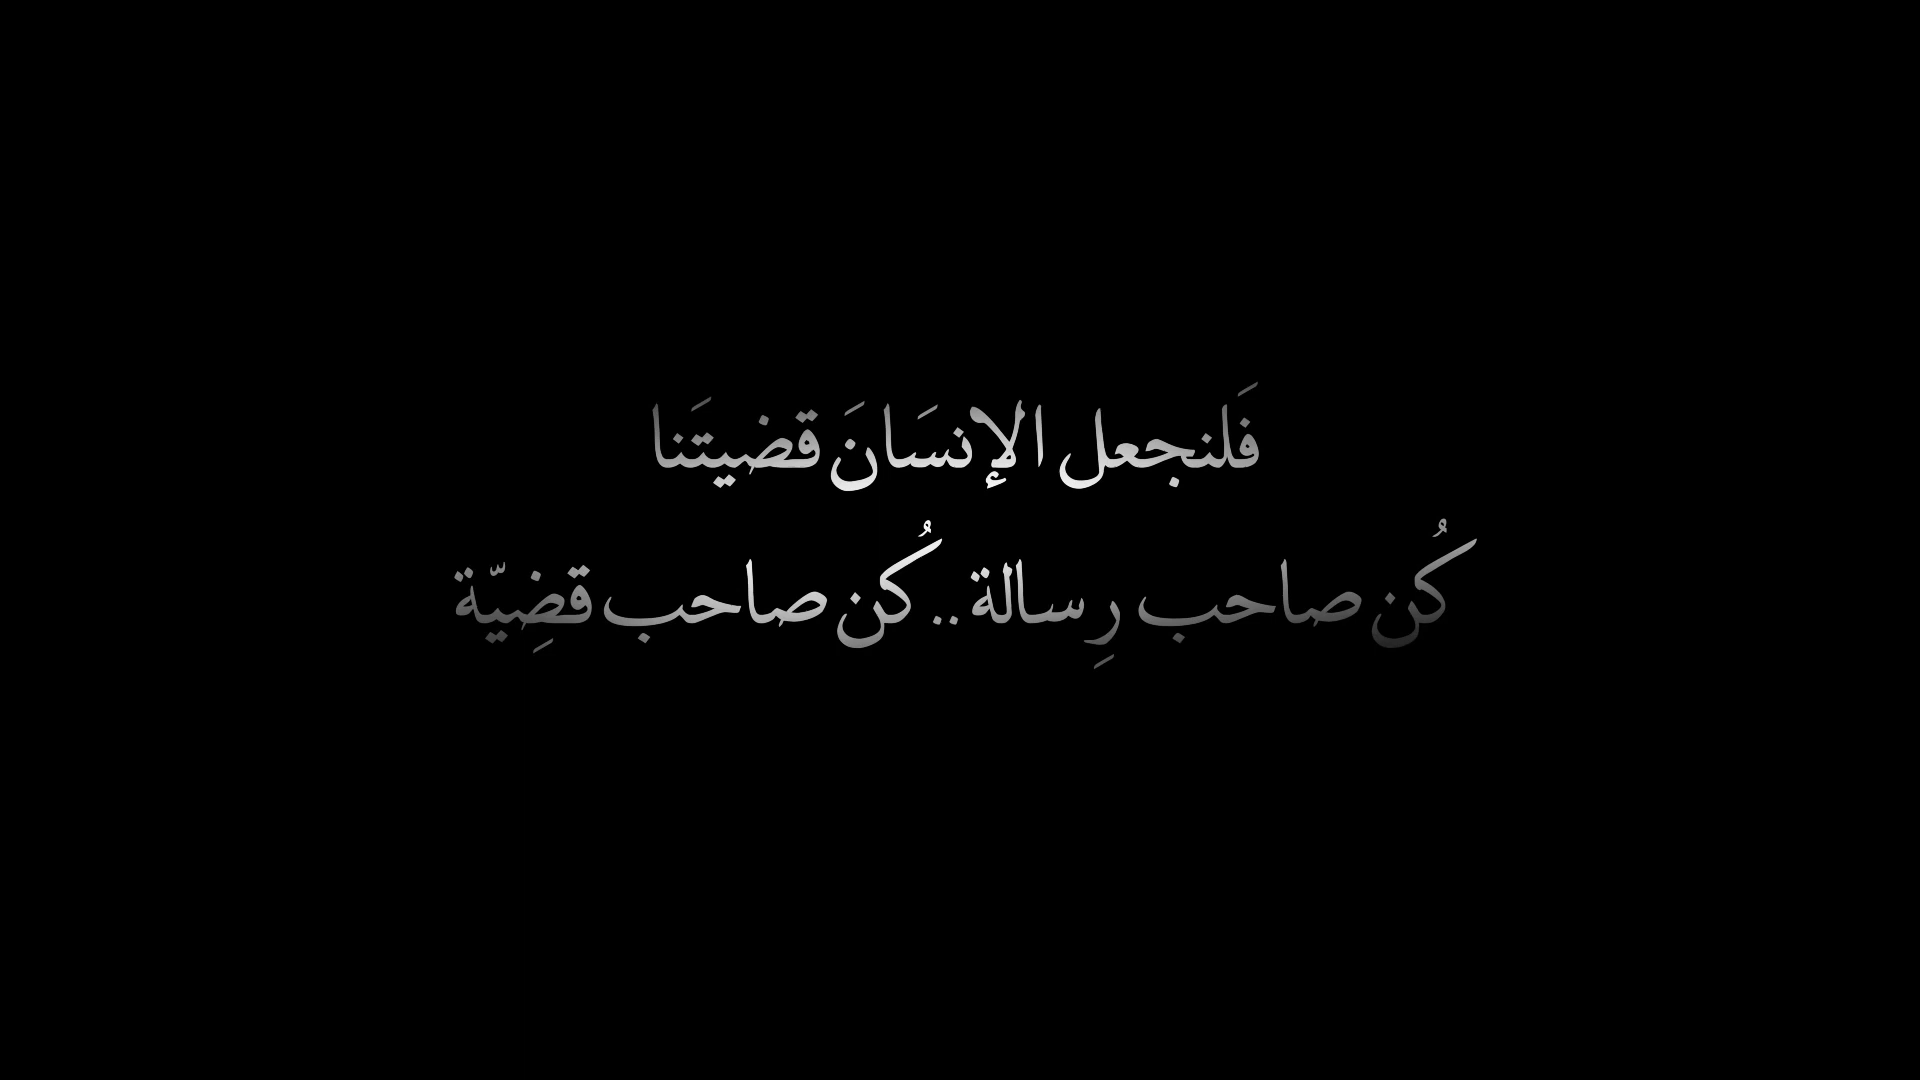 فَلنجعل الإنسَانَ قضيتَنا
كُن صاحب رِسالة .. كُن صاحب قضِيّة